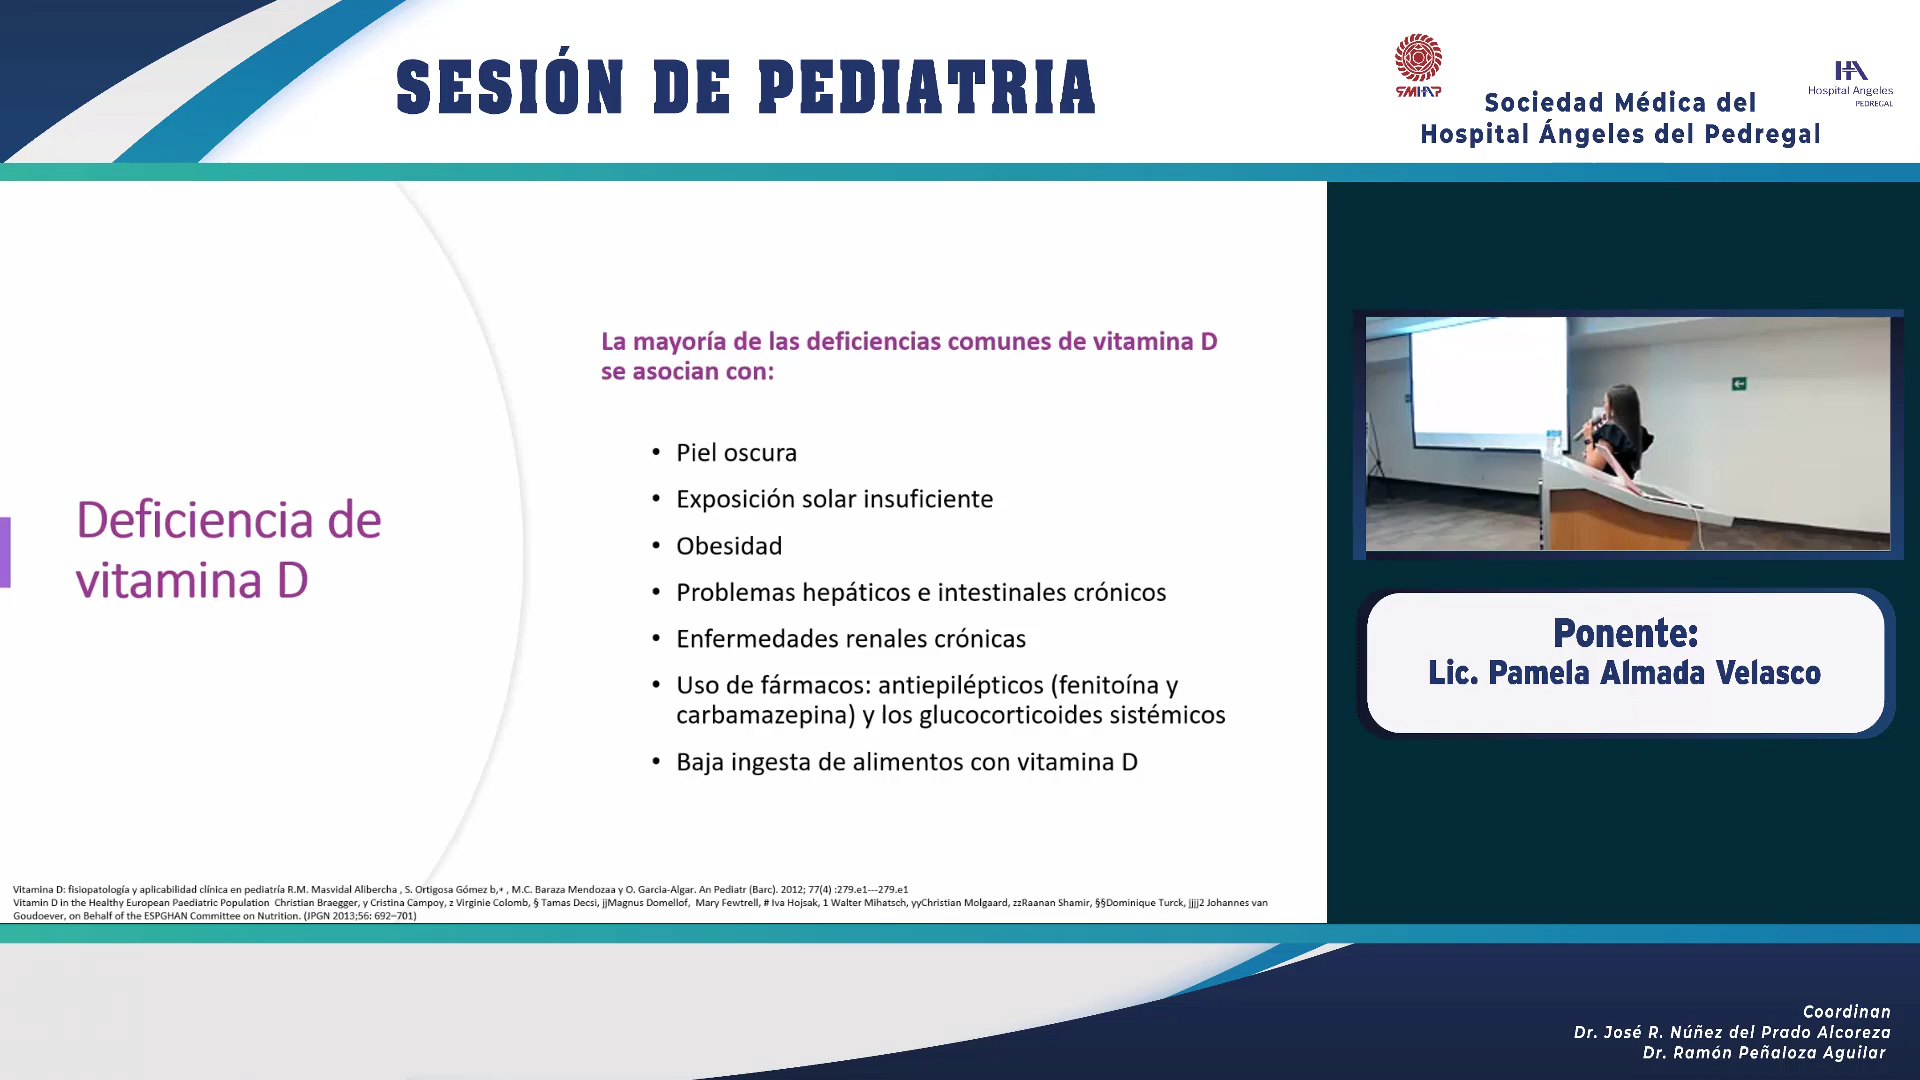 SESIÓN DE PEDIATRIA
SMHAP
Sociedad Médica del
Hospital Ángeles del Pedregal
HA
Hospital Angeles
PEDREGAL
Deficiencia de
vitamina D
La mayoría de las deficiencias comunes de vitamina D
se asocian con:
• Piel oscura
• Exposición solar insuficiente
• Obesidad
• Problemas hepáticos e intestinales crónicos
• Enfermedades renales crónicas
• Uso de fármacos: antiepilépticos (fenitoína y
carbamazepina) y los glucocorticoides sistémicos
• Baja ingesta de alimentos con vitamina D
Vitamina D: fisiopatología y aplicabilidad clínica en pediatría R.M. Masvidal Alibercha , S. Ortigosa Gómez b,+ , M.C. Baraza Mendozaa y O. Garcia-Algar. An Pediatr (Barc). 2012; 77(4) :279.e1---279.e1
Vitamin D in the Healthy European Paediatric Population Christian Braegger, y Cristina Campoy, z Virginie Colomb, § Tamas Decsi, jjMagnus Domellof, Mary Fewtrell, # Iva Hojsak, 1 Walter Mihatsch, yyChristian Molgaard, zzRaanan Shamir, §§Dominique Turck, jjjj2 Johannes van
Goudoever, on Behalf of the ESPGHAN Committee on Nutrition. (JPGN 2013;56: 692–701)
Ponente:
Lic. Pamela Almada Velasco
Coordinan
Dr. José R. Núñez del Prado Alcoreza
Dr. Ramón Peñaloza Aguilar